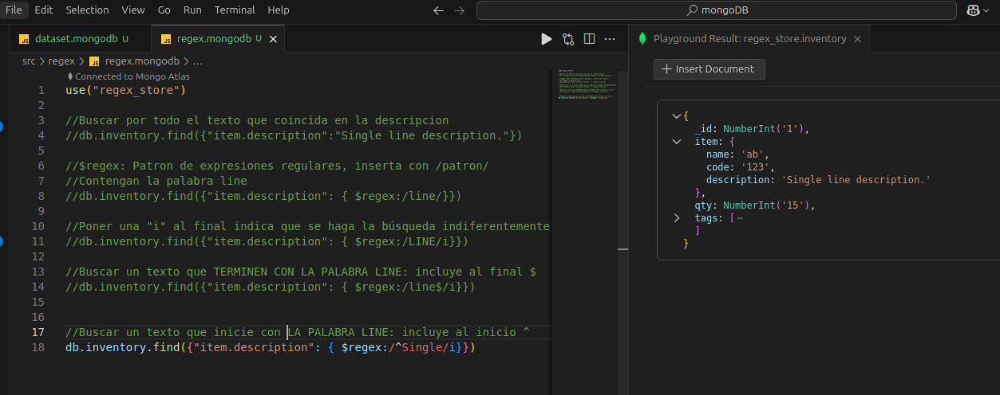 File Edit Selection View Go Run Terminal Help
mongoDB
dataset.mongodb U
regex.mongodb U
Playground Result: regex_store.inventory
src > regex > JS regex.mongodb > ...
Insert Document
Connected to Mongo Atlas
1 use("regex_store")
2
3 //Buscar por todo el texto que coincida en la descripcion
4 //db.inventory.find({"item.description":"Single line description."})
5
6 //$regex: Patron de expresiones regulares, inserta con /patron/
7 //Contengan la palabra line
8 //db.inventory.find({"item.description": { $regex:/line/}})
9
10 //Poner una "i" al final indica que se haga la búsqueda indiferentemente
11 //db.inventory.find({"item.description": { $regex:/LINE/i}})
12
13 //Buscar un texto que TERMINEN CON LA PALABRA LINE: incluye al final $
14 //db.inventory.find({"item.description": { $regex:/line$/i}})
15
16
17 //Buscar un texto que inicie con LA PALABRA LINE: incluye al inicio ^
18 db.inventory.find({"item.description": { $regex:/^Single/i}})
{
_id: NumberInt('1'),
item: {
name: 'ab',
code: '123',
description: 'Single line description.'
},
qty: NumberInt('15'),
tags: [ ...
]
}